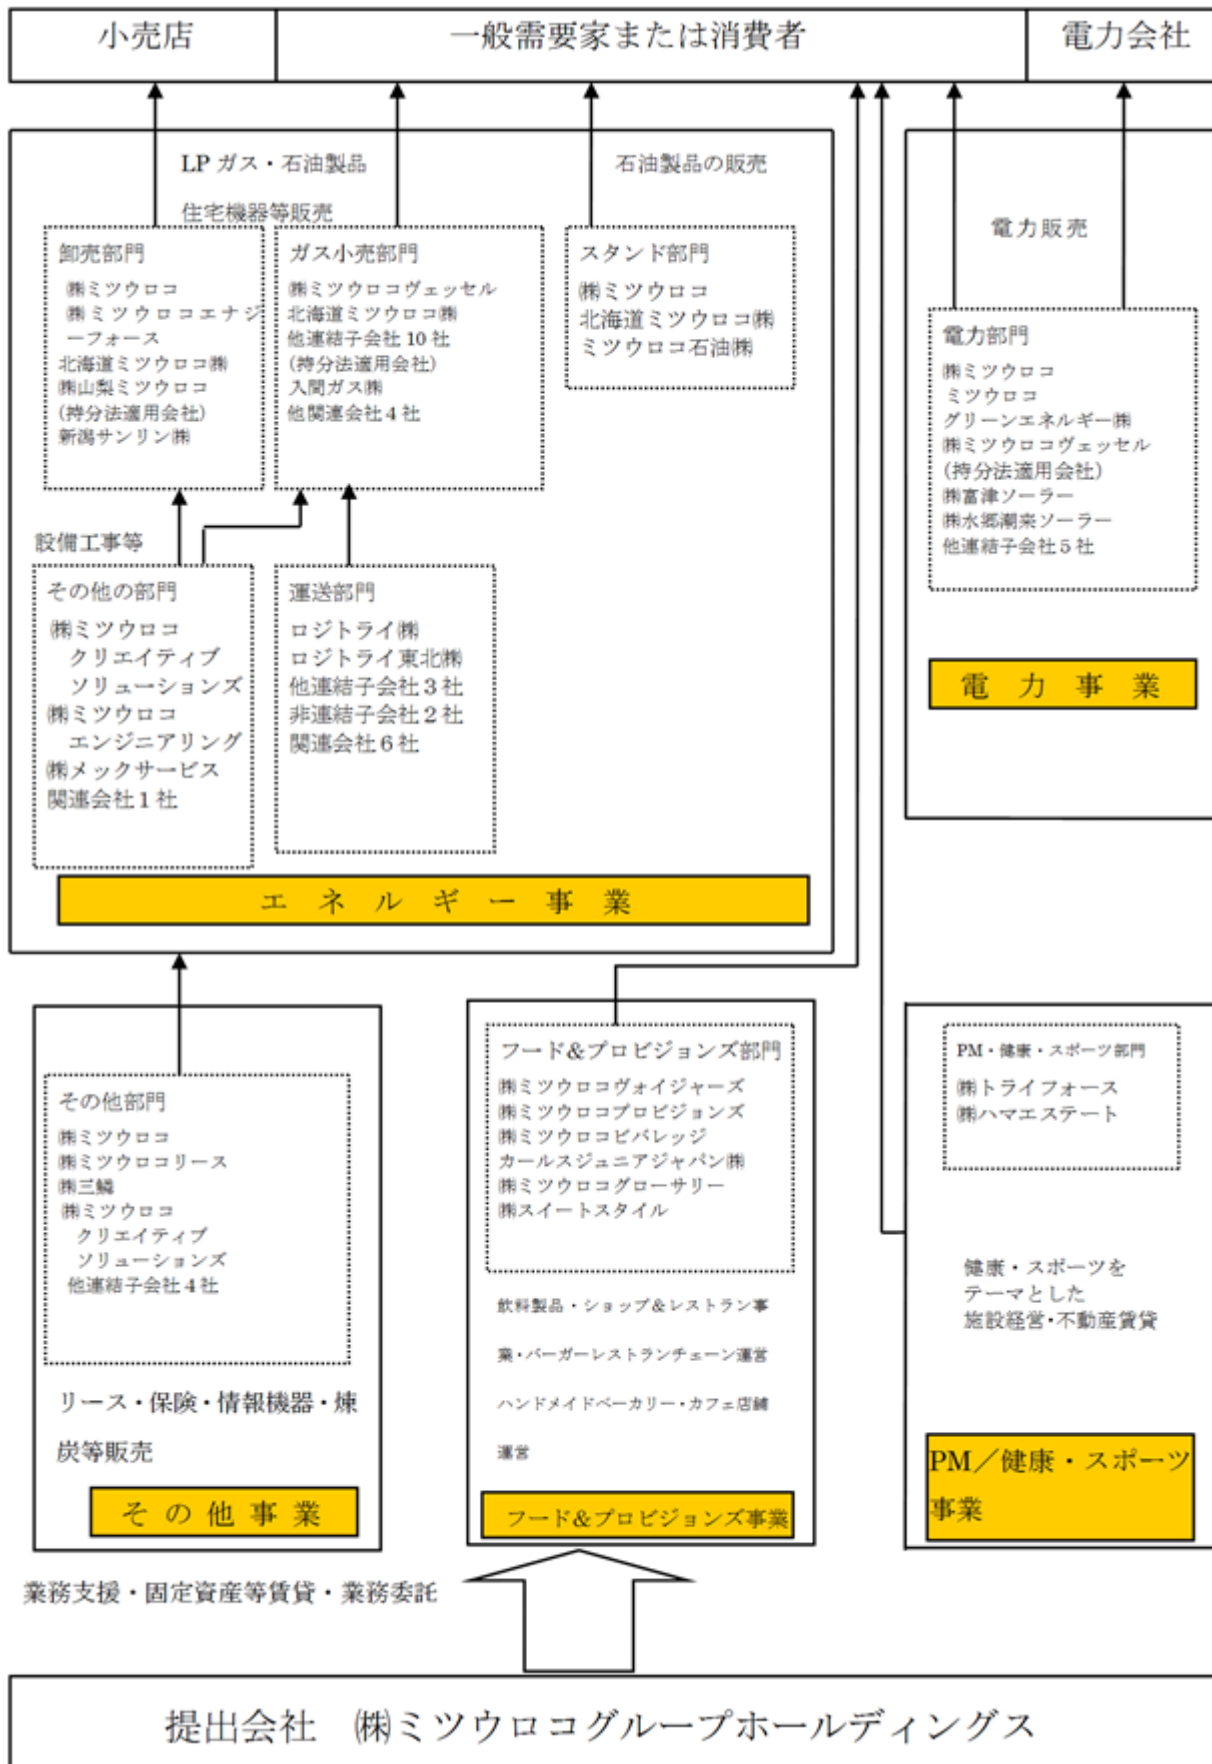 小売店
一般需要家または消費者
電力会社
LP ガス・石油製品
住宅機器等販売
石油製品の販売
電力販売
卸売部門
㈱ミツウロコ
㈱ミツウロコエナジ
ーフォース
北海道ミツウロコ㈱
㈱山梨ミツウロコ
(持分法適用会社)
新潟サンリン㈱
ガス小売部門
㈱ミツウロコヴェッセル
北海道ミツウロコ㈱
他連結子会社 10 社
(持分法適用会社)
入間ガス㈱
他関連会社 4 社
スタンド部門
㈱ミツウロコ
北海道ミツウロコ㈱
ミツウロコ石油㈱
電力部門
㈱ミツウロコ
ミツウロコ
グリーンエネルギー㈱
㈱ミツウロコヴェッセル
(持分法適用会社)
㈱富津ソーラー
㈱水郷潮来ソーラー
他連結子会社 5 社
電力事業
設備工事等
その他の部門
㈱ミツウロコ
クリエイティブ
ソリューションズ
㈱ミツウロコ
エンジニアリング
㈱メックサービス
関連会社 1 社
運送部門
ロジトライ㈱
ロジトライ東北㈱
他連結子会社 3 社
非連結子会社 2 社
関連会社 6 社
エネルギー事業
その他部門
㈱ミツウロコ
㈱ミツウロコリース
㈱三鱗
㈱ミツウロコ
クリエイティブ
ソリューションズ
他連結子会社 4 社
リース・保険・情報機器・煉
炭等販売
その他事業
フード&プロビジョンズ部門
㈱ミツウロコヴォイジャーズ
㈱ミツウロコプロビジョンズ
㈱ミツウロコビバレッジ
カールスジュニアジャパン㈱
㈱ミツウロコグローサリー
㈱スイートスタイル
飲料製品・ショップ&レストラン事
業・バーガーレストランチェーン運営
ハンドメイドベーカリー・カフェ店舗
運営
フード&プロビジョンズ事業
PM・健康・スポーツ部門
㈱トライフォース
㈱ハマエステート
健康・スポーツを
テーマとした
施設経営・不動産賃貸
PM／健康・スポーツ
事業
業務支援・固定資産等賃貸・業務委託
提出会社　㈱ミツウロコグループホールディングス